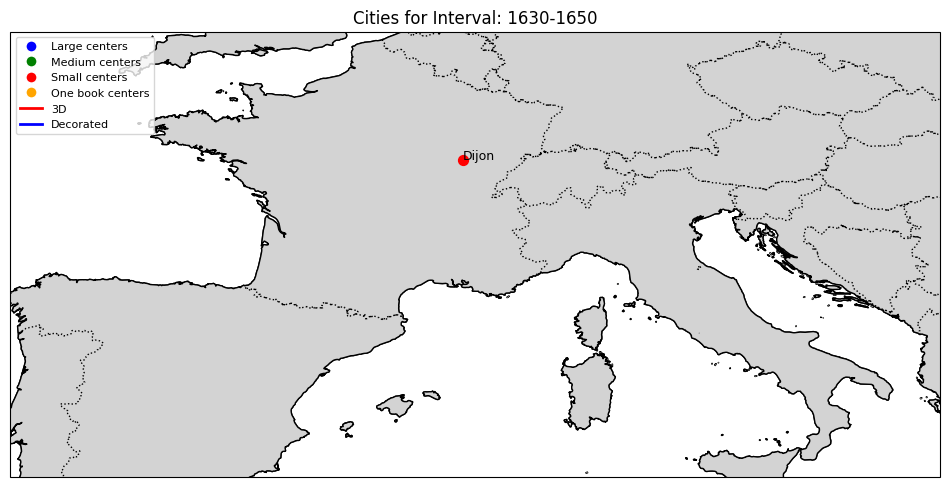 Cities for Interval: 1630-1650
Large centers
Medium centers
Small centers
One book centers
3D
Decorated
Dijon